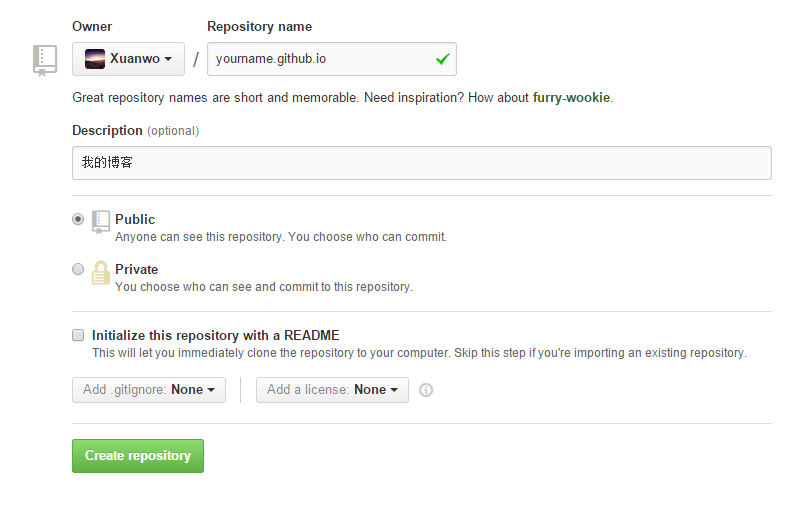 Owner Repository name
Xuanwo / yourname.github.io
Great repository names are short and memorable. Need inspiration? How about furry-wookie.
Description (optional)
我的博客
Public
Anyone can see this repository. You choose who can commit.
Private
You choose who can see and commit to this repository.
Initialize this repository with a README
This will let you immediately clone the repository to your computer. Skip this step if you're importing an existing repository.
Add .gitignore: None Add a license: None
Create repository